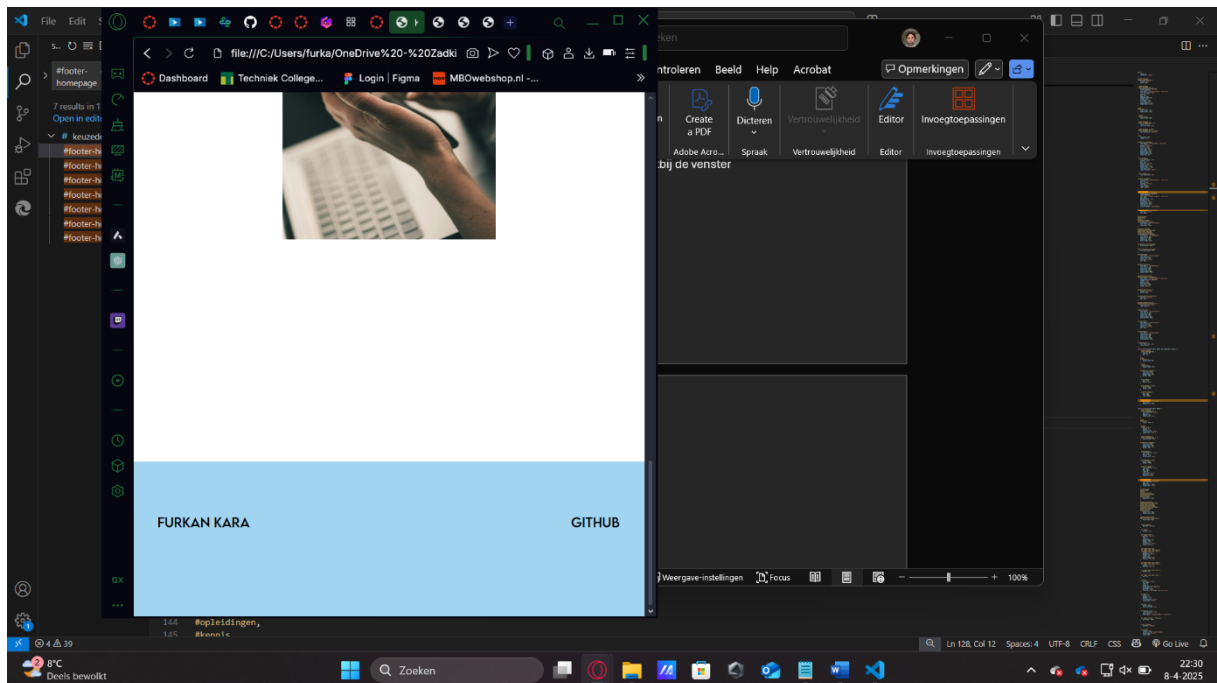 File Edit
file:///C:/Users/furka/OneDrive%20-%20Zadki
Dashboard Techniek College... Login | Figma MBOwebshop.nl -...
#footer-
homepage
7 results in 1
Open in edit
# keuzed
#footer-h
#footer-h
#footer-h
#footer-h
#footer-h
#footer-h
#footer-h
FURKAN KARA GITHUB
GX
eken
ntroleren Beeld Help Acrobat Opmerkingen
Create
a PDF
Dicteren
Vertrouwelijkheid
Editor
Invoegtoepassingen
Adobe Acro... Spraak Vertrouwelijkheid Editor Invoegtoepassingen
bij de venster
Weergave-instellingen Focus 100%
144 #opleidingen,
145 #kennis
4 39 Ln 128, Col 12 Spaces: 4 UTF-8 CRLF CSS Go Live
2 8°C
Deels bewolkt
Zoeken
22:30
8-4-2025